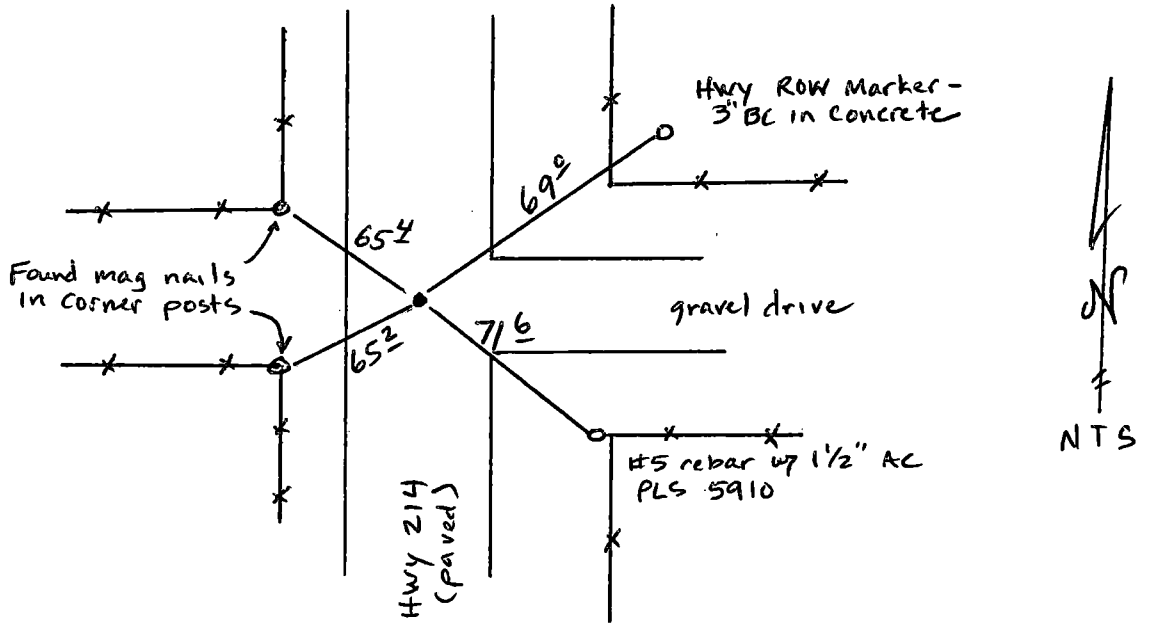 Hwy ROW Marker -
3" BC in Concrete
69⁰
65⁴
Found mag nails
in corner posts
gravel drive
N
71⁶
65²
NTS
#5 rebar w/ 1½" AC
PLS 5910
Hwy 214
(paved)